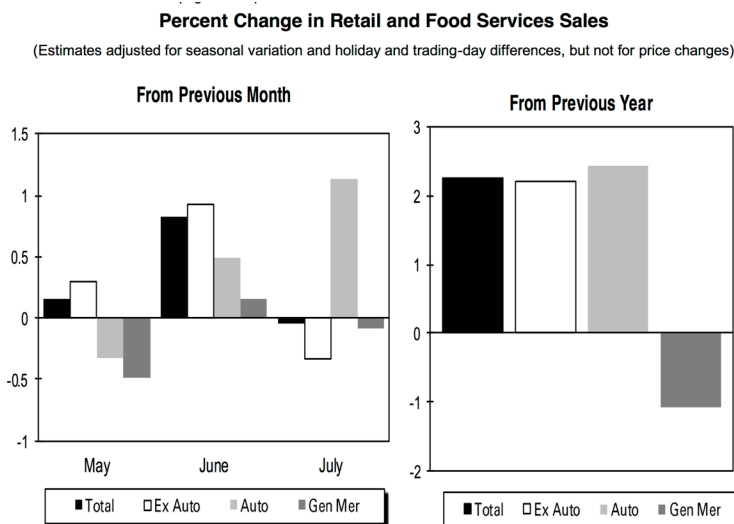 Percent Change in Retail and Food Services Sales
(Estimates adjusted for seasonal variation and holiday and trading-day differences, but not for price changes)
From Previous Month
1.5
1
0.5
0
-0.5
-1
May June July
Total Ex Auto Auto Gen Mer
From Previous Year
3
2
1
0
-1
-2
Total Ex Auto Auto Gen Mer